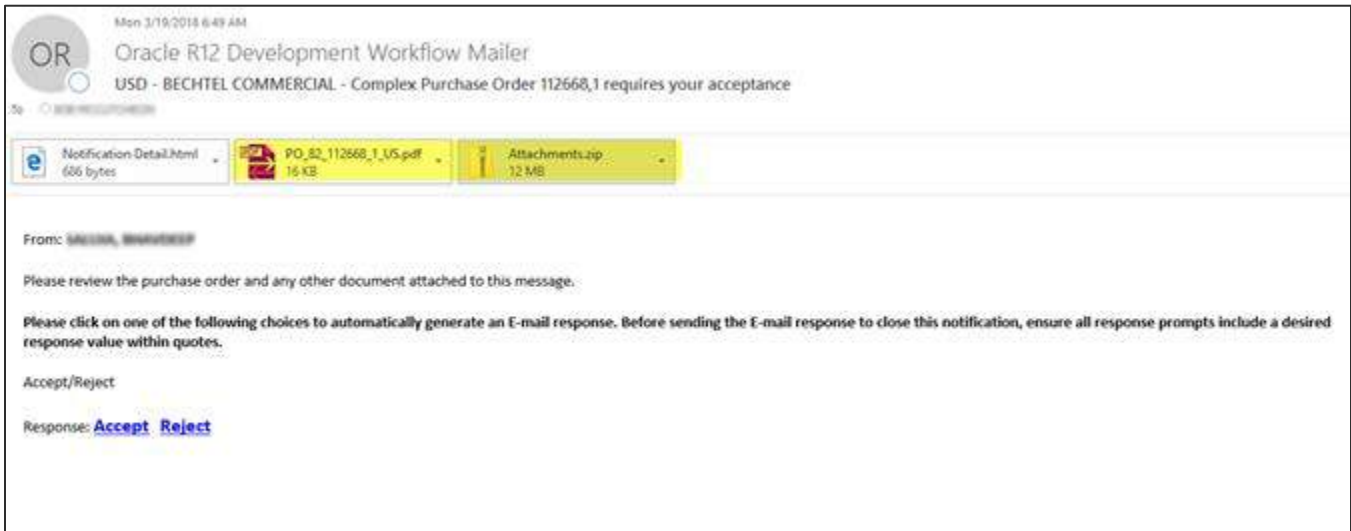 Mon 3/19/2018 6:49 AM
OR
Oracle R12 Development Workflow Mailer
USD - BECHTEL COMMERCIAL - Complex Purchase Order 112668,1 requires your acceptance
To
Notification Detail.html
686 bytes
PO_82_112668_1_US.pdf
16 KB
Attachments.zip
12 MB
From:
Please review the purchase order and any other document attached to this message.
Please click on one of the following choices to automatically generate an E-mail response. Before sending the E-mail response to close this notification, ensure all response prompts include a desired
response value within quotes.
Accept/Reject
Response: Accept Reject